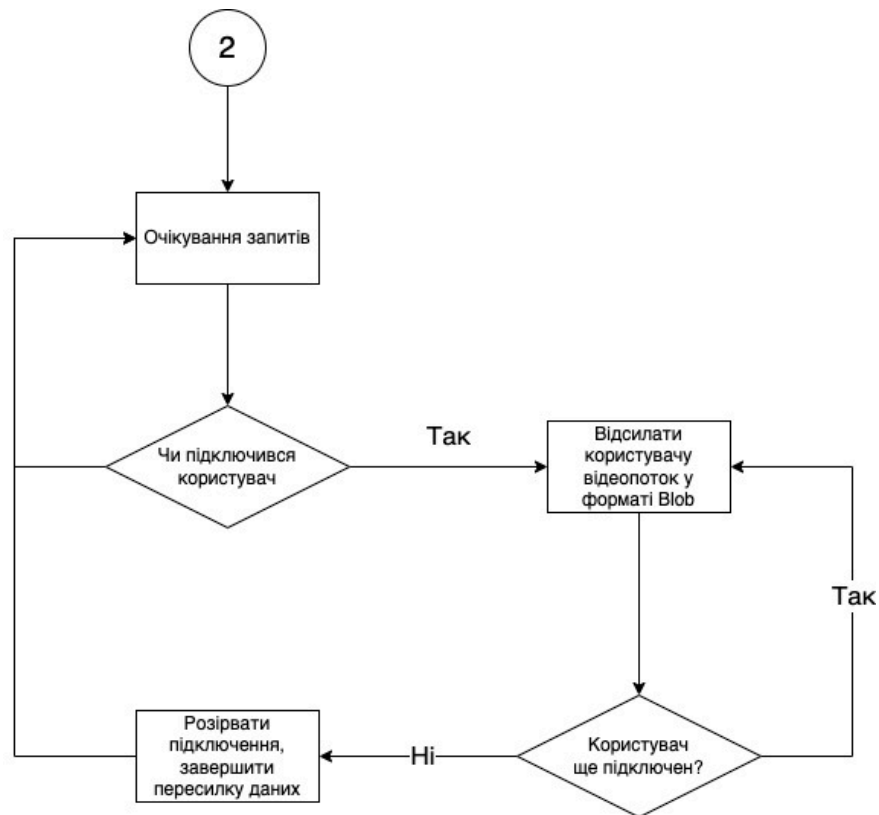 2
Очікування запитів
Чи підключився
користувач
Так
Відсилати
користувачу
відеопоток у
форматі Blob
Так
Користувач
ще підключен?
Ні
Розірвати
підключення,
завершити
пересилку даних